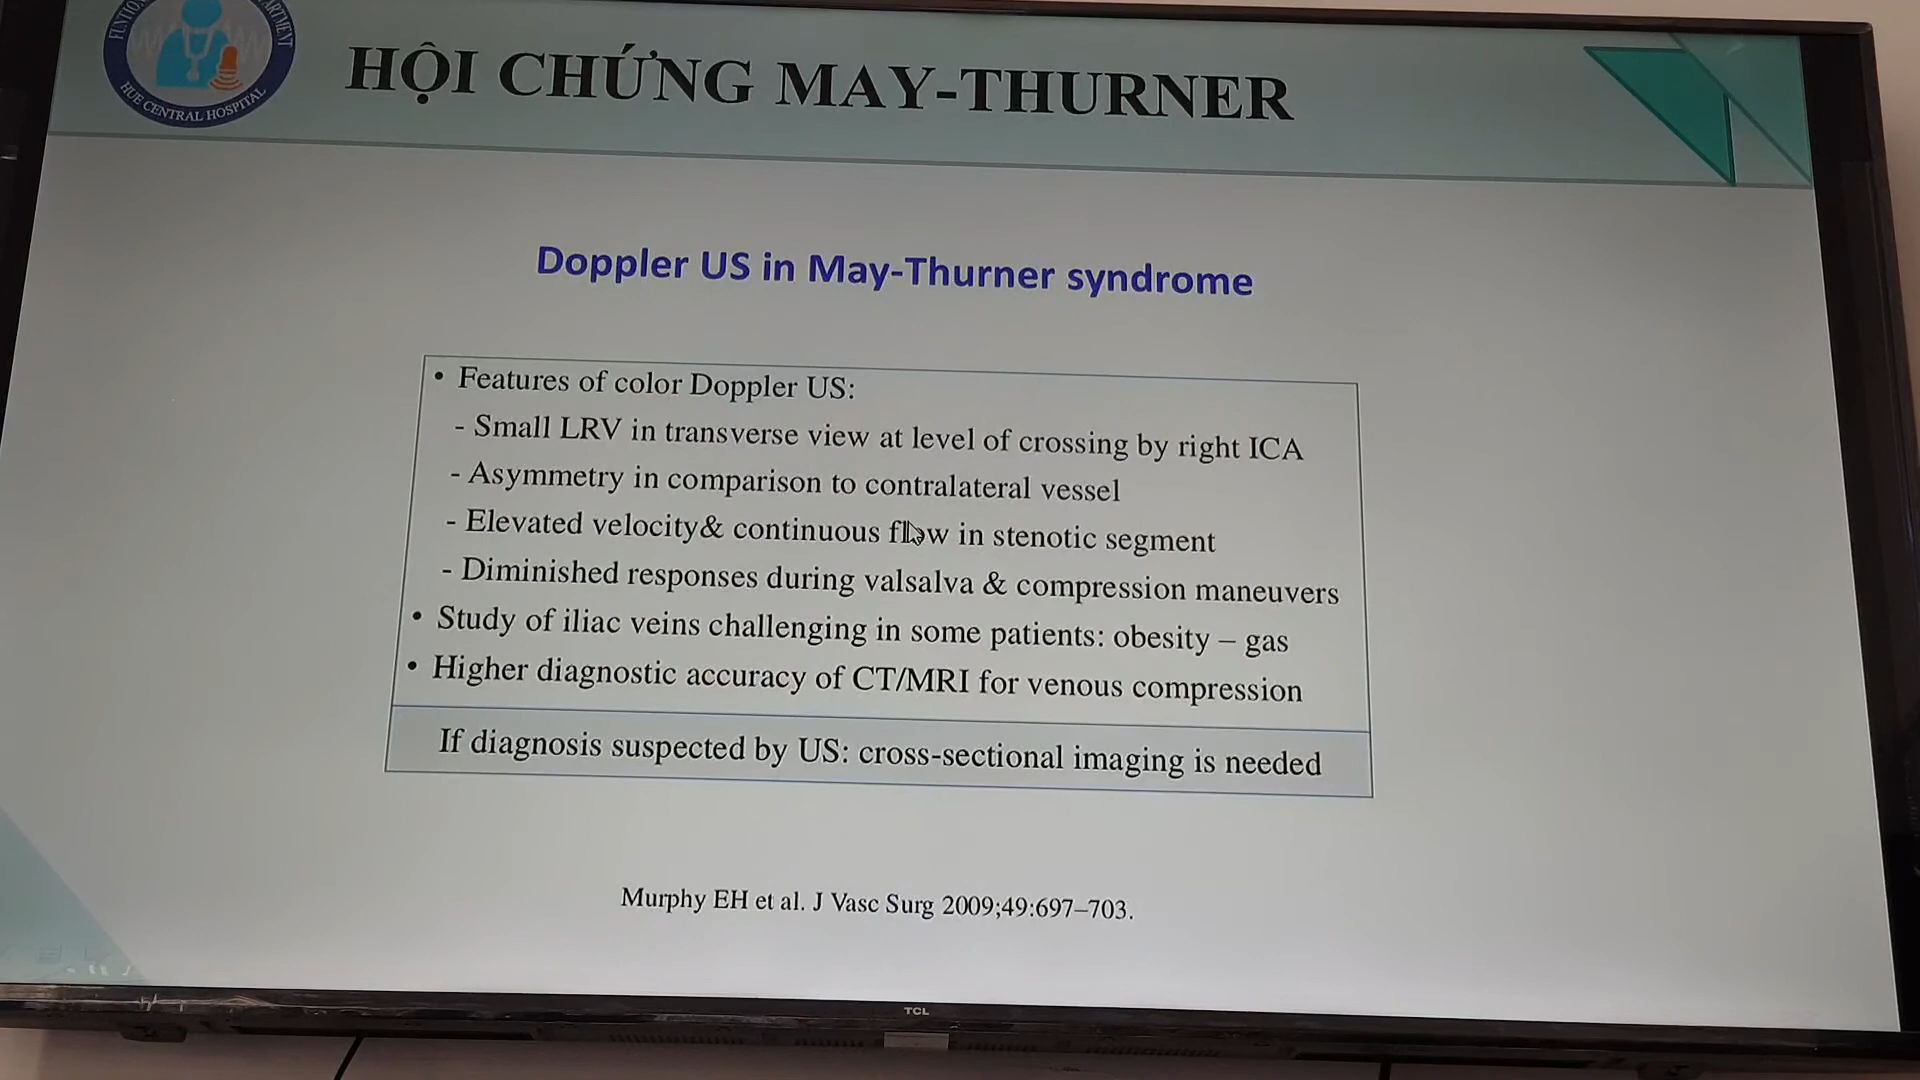 HUE CENTRAL HOSPITAL
HỘI CHỨNG MAY-THURNER
Doppler US in May-Thurner syndrome
• Features of color Doppler US:
- Small LRV in transverse view at level of crossing by right ICA
- Asymmetry in comparison to contralateral vessel
- Elevated velocity& continuous flow in stenotic segment
- Diminished responses during valsalva & compression maneuvers
• Study of iliac veins challenging in some patients: obesity – gas
• Higher diagnostic accuracy of CT/MRI for venous compression
If diagnosis suspected by US: cross-sectional imaging is needed
Murphy EH et al. J Vasc Surg 2009;49:697–703.
TCL